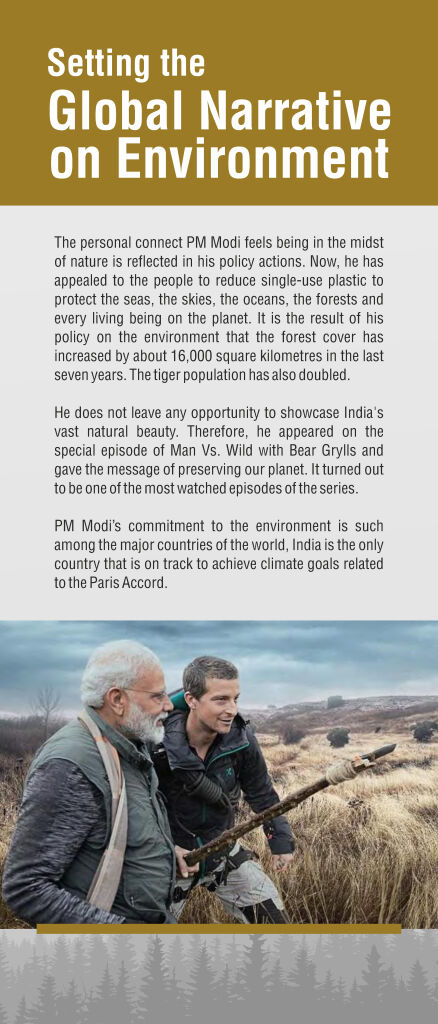 Setting the
Global Narrative
on Environment
The personal connect PM Modi feels being in the midst
of nature is reflected in his policy actions. Now, he has
appealed to the people to reduce single-use plastic to
protect the seas, the skies, the oceans, the forests and
every living being on the planet. It is the result of his
policy on the environment that the forest cover has
increased by about 16,000 square kilometres in the last
seven years. The tiger population has also doubled.
He does not leave any opportunity to showcase India's
vast natural beauty. Therefore, he appeared on the
special episode of Man Vs. Wild with Bear Grylls and
gave the message of preserving our planet. It turned out
to be one of the most watched episodes of the series.
PM Modi’s commitment to the environment is such
among the major countries of the world, India is the only
country that is on track to achieve climate goals related
to the Paris Accord.